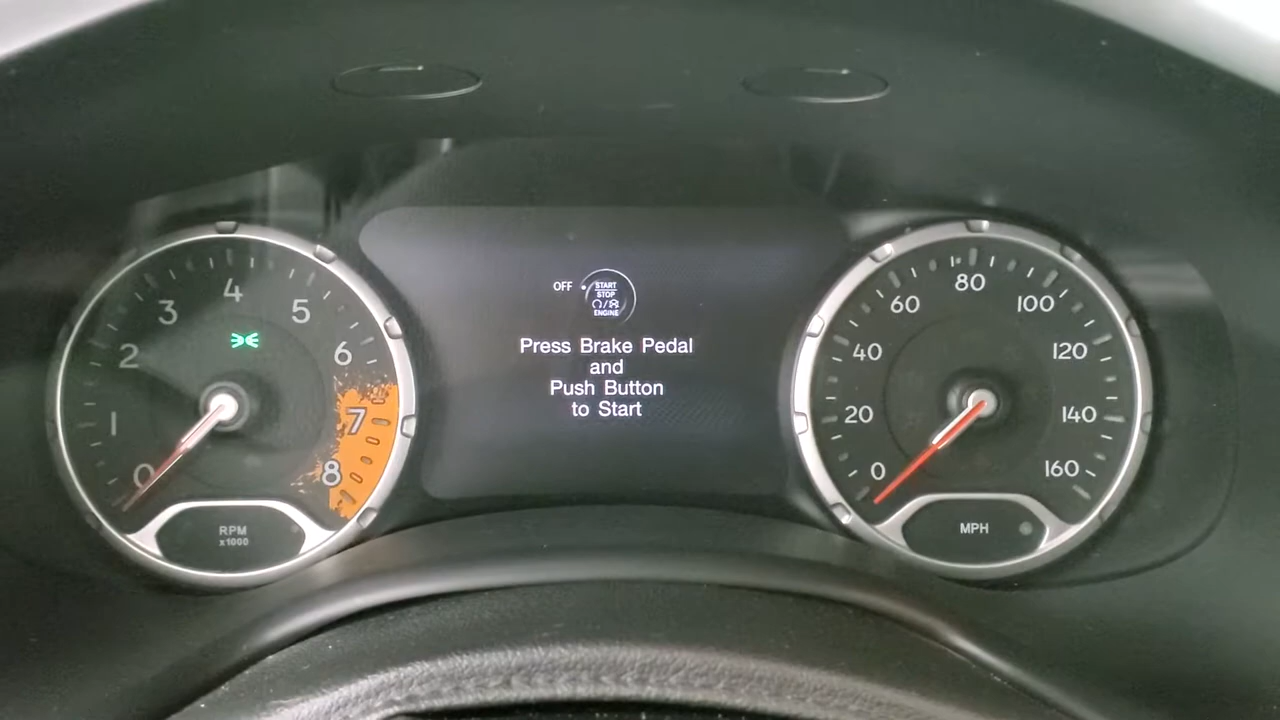 0
1
2
3
4
5
6
7
8
RPM
x1000
OFF
START
STOP
ENGINE
Press Brake Pedal
and
Push Button
to Start
0
20
40
60
80
100
120
140
160
MPH